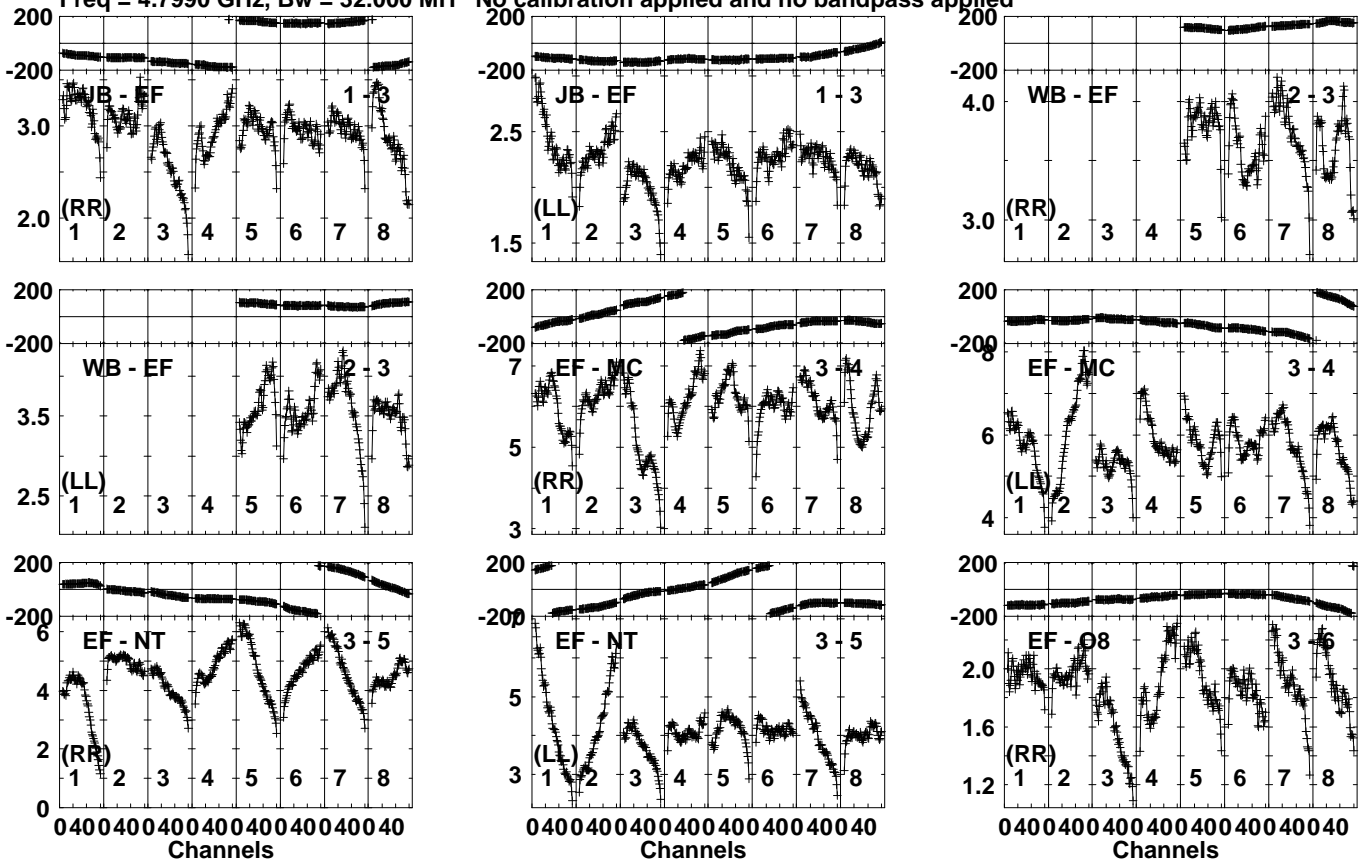 Freq = 4.7990 GHz, Bw = 32.000 MH No calibration applied and no bandpass applied
200 200 200
-200 -200 -200
JB - EF 1 - 3 JB - EF 1 - 3 WB - EF 2 - 3
4.0
3.0 2.5
2.0 3.0
(RR) (LL) (RR)
1 2 3 4 5 6 7 8 1 2 3 4 5 6 7 8 1 2 3 4 5 6 7 8
1.5
200 200 200
-200 -200 -200
7 8
WB - EF 2 - 3 EF - MC 3 - 4 EF - MC 3 - 4
3.5 5 6
2.5
(LL) (RR) (LL)
1 2 3 4 5 6 7 8 1 2 3 4 5 6 7 8 1 2 3 4 5 6 7 8
3 4
200 200 200
-200 -200 -200
6 7
EF - NT 3 - 5 EF - NT 3 - 5 EF - O8 3 - 6
2.0
4 5
1.6
2
(RR) (LL) (RR)
1 2 3 4 5 6 7 8 1 2 3 4 5 6 7 8 1 2 3 4 5 6 7 8
3 1.2
0
0 40 0 40 0 40 0 40 0 40 0 40 0 40 0 40 0 40 0 40 0 40 0 40 0 40 0 40 0 40 0 40 0 40 0 40 0 40 0 40 0 40 0 40 0 40 0 40
Channels Channels Channels